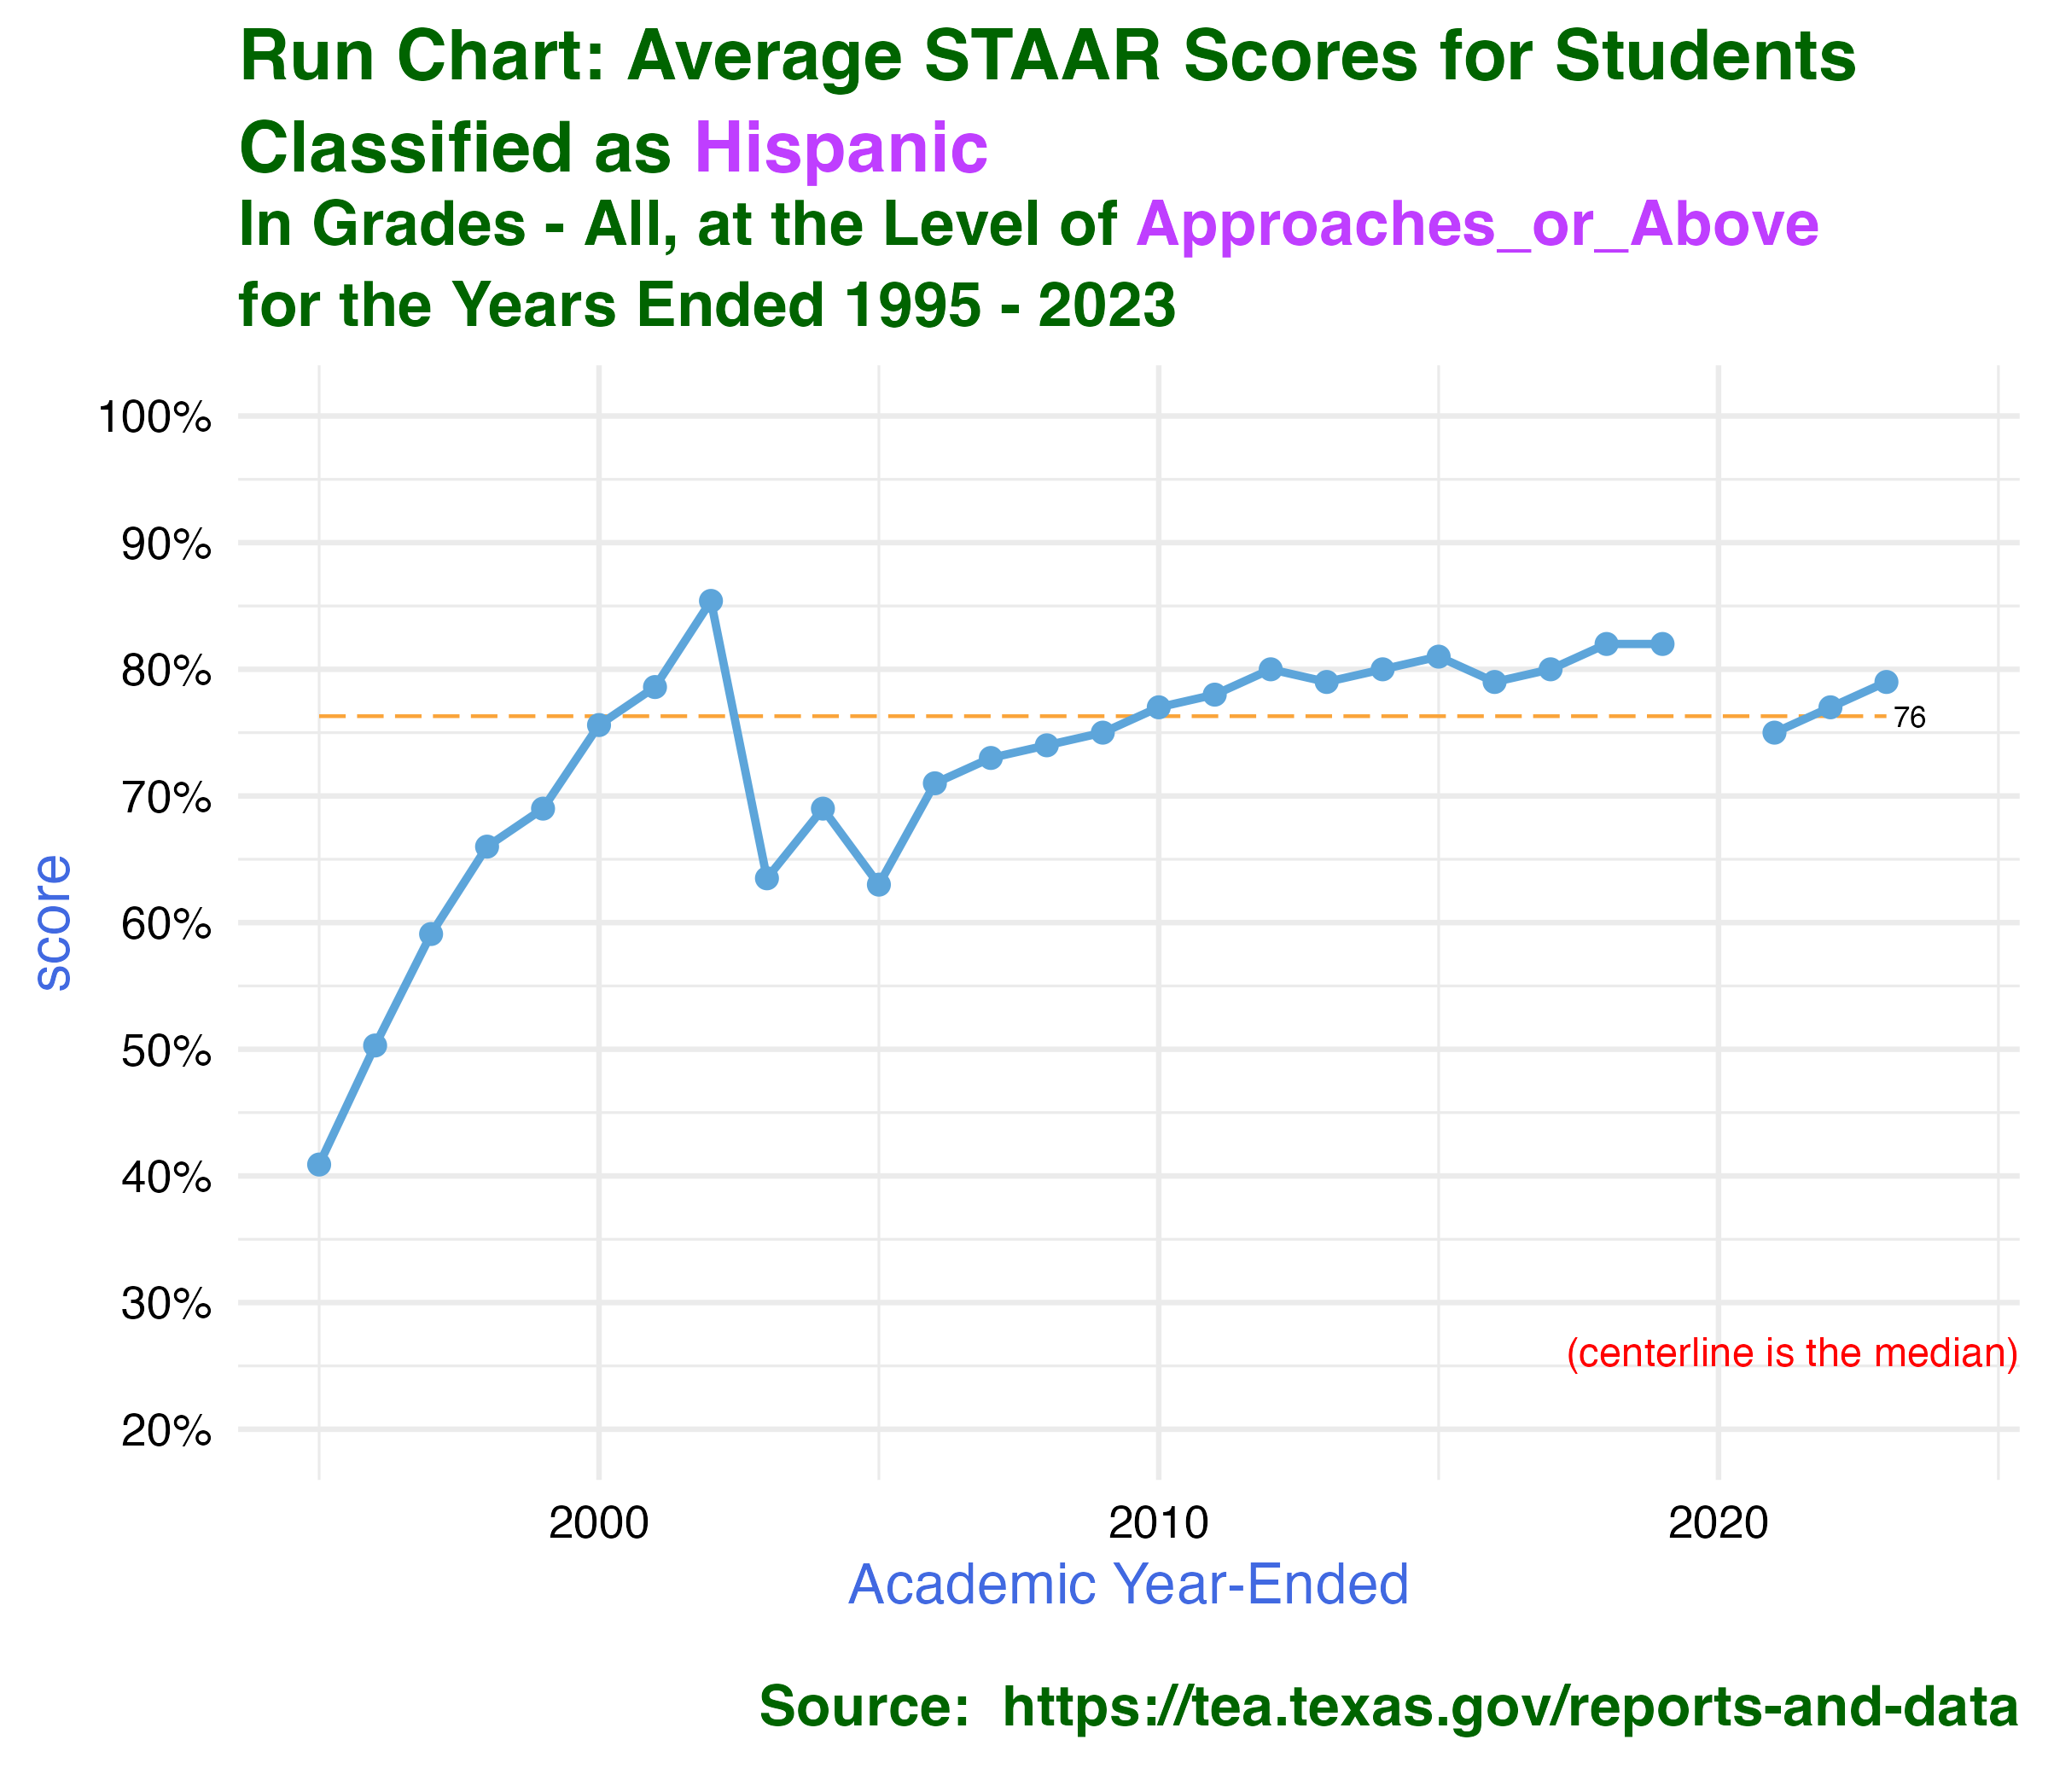 Run Chart: Average STAAR Scores for Students
Classified as Hispanic
In Grades - All, at the Level of Approaches_or_Above
for the Years Ended 1995 - 2023
100%
90%
80%
70%
60%
50%
40%
30%
20%
score
76
(centerline is the median)
2000 2010 2020
Academic Year-Ended
Source:  https://tea.texas.gov/reports-and-data